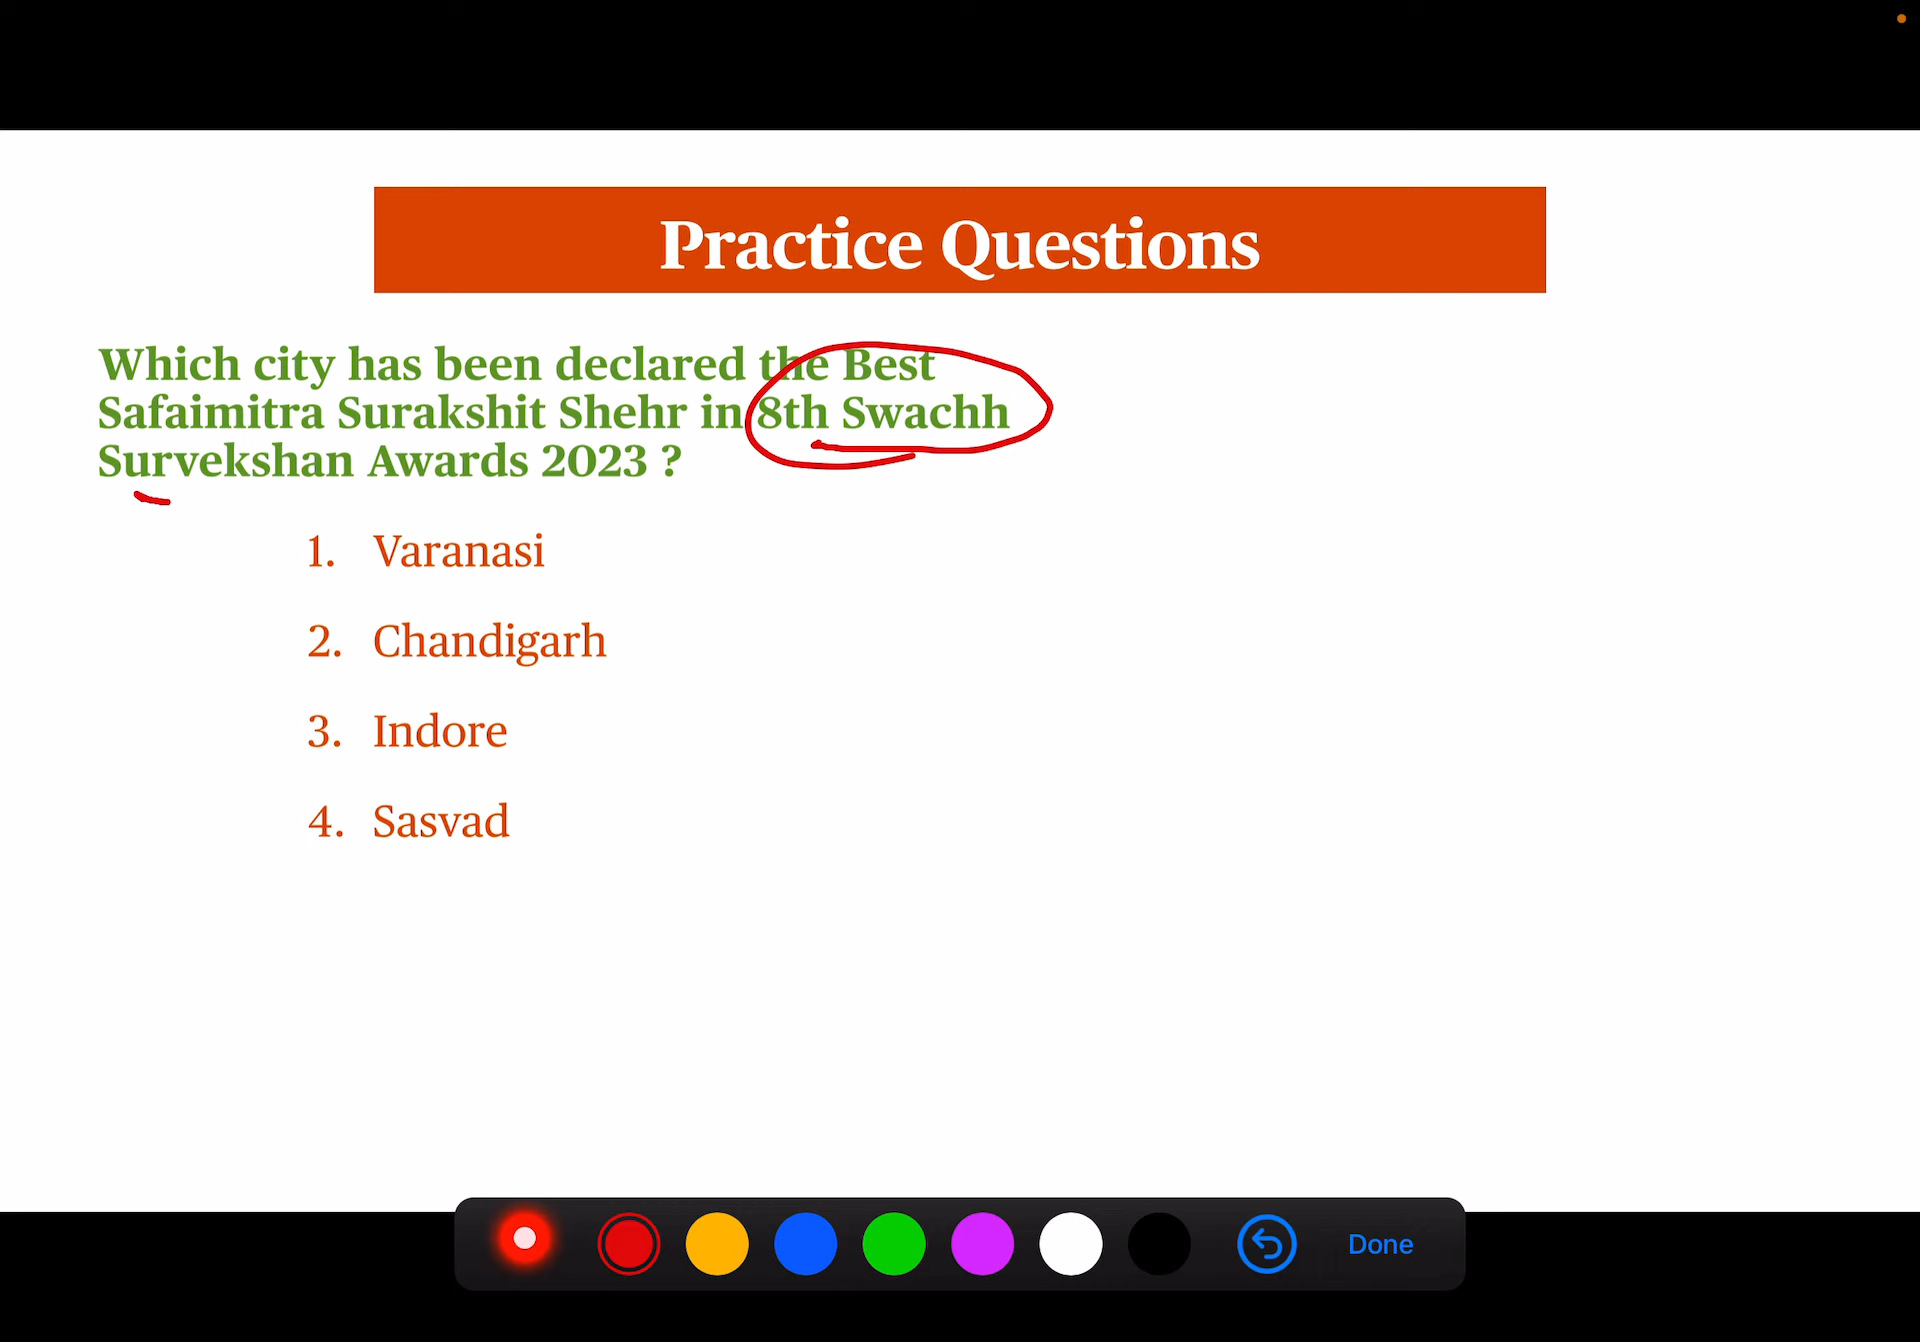 Practice Questions
Which city has been declared the Best
Safaimitra Surakshit Shehr in 8th Swachh
Survekshan Awards 2023 ?
1. Varanasi
2. Chandigarh
3. Indore
4. Sasvad
Done